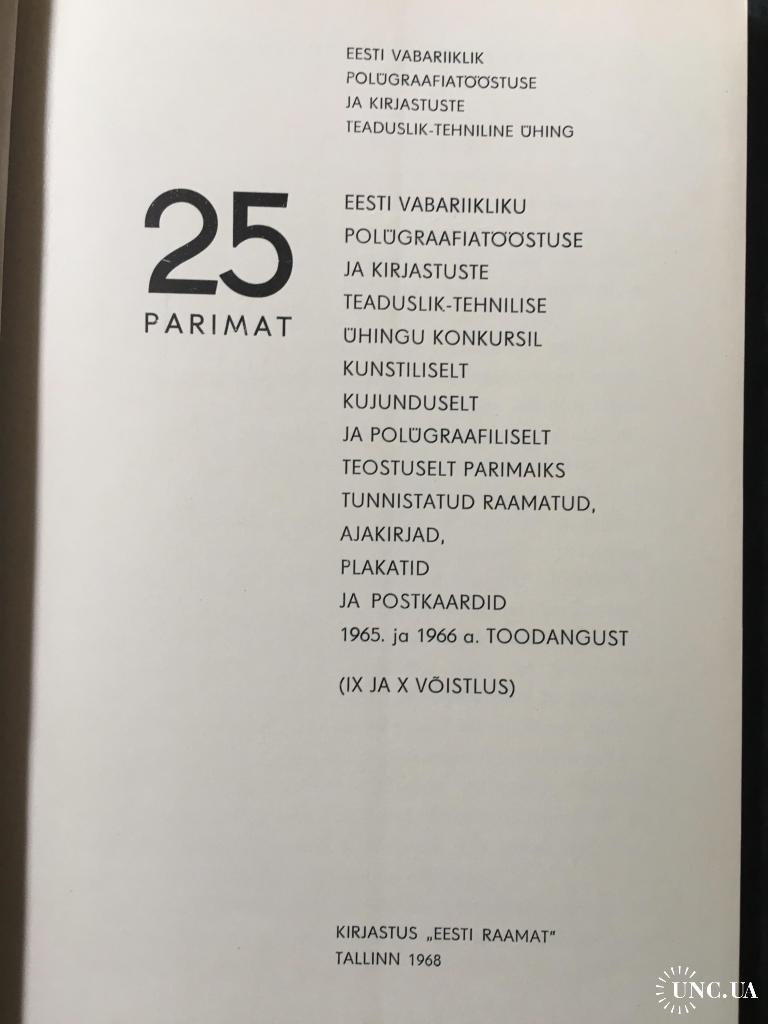 EESTI VABARIIKLIK
POLÜGRAAFIATÖÖSTUSE
JA KIRJASTUSTE
TEADUSLIK-TEHNILINE ÜHING
25
PARIMAT
EESTI VABARIIKLIKU
POLÜGRAAFIATÖÖSTUSE
JA KIRJASTUSTE
TEADUSLIK-TEHNILISE
ÜHINGU KONKURSIL
KUNSTILISELT
KUJUNDUSELT
JA POLÜGRAAFILISELT
TEOSTUSELT PARIMAIKS
TUNNISTATUD RAAMATUD,
AJAKIRJAD,
PLAKATID
JA POSTKAARDID
1965. ja 1966 a. TOODANGUST
(IX JA X VÕISTLUS)
KIRJASTUS „EESTI RAAMAT"
TALLINN 1968
UNC.UA